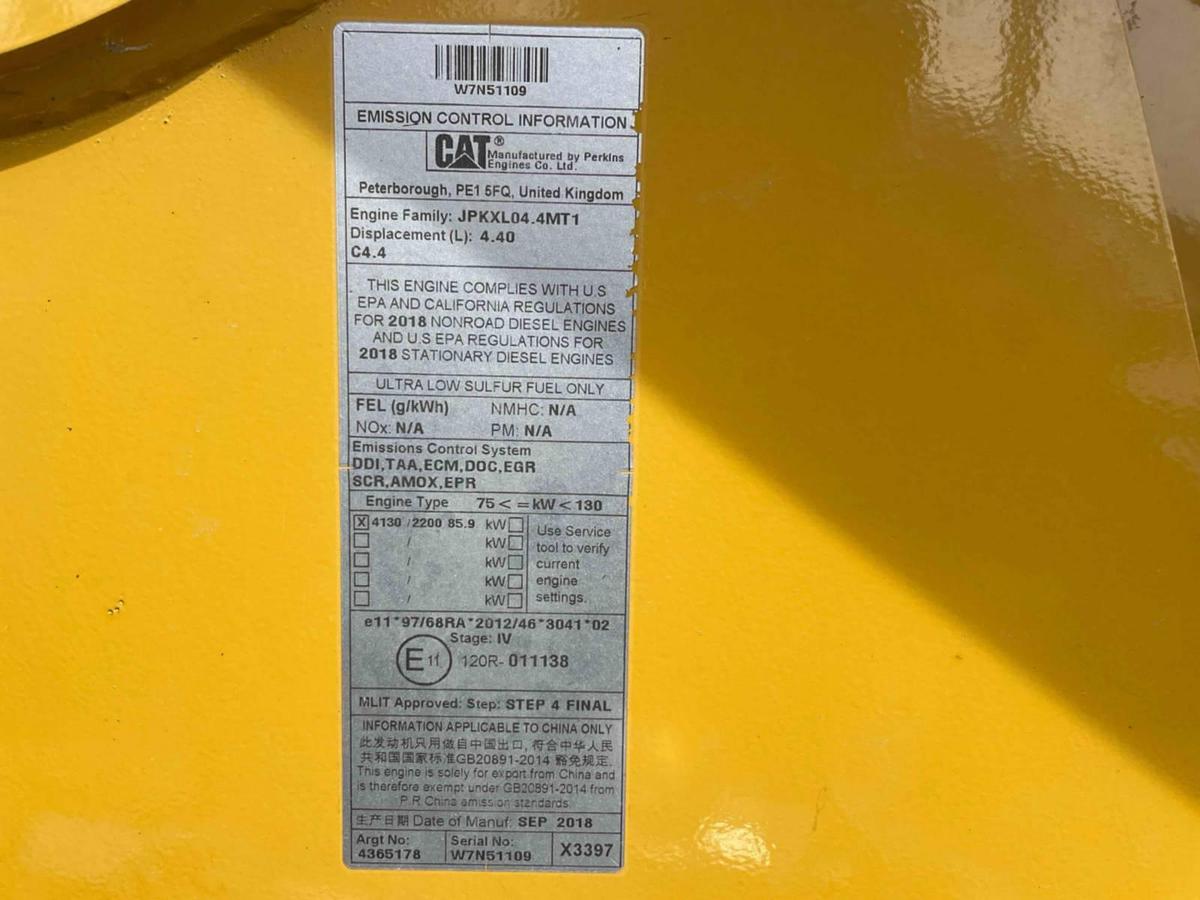 W7N51109
EMISSION CONTROL INFORMATION
CAT® Manufactured by Perkins
Engines Co. Ltd.
Peterborough, PE1 5FQ, United Kingdom
Engine Family: JPKXL04.4MT1
Displacement (L): 4.40
C4.4
THIS ENGINE COMPLIES WITH U.S
EPA AND CALIFORNIA REGULATIONS
FOR 2018 NONROAD DIESEL ENGINES
AND U.S EPA REGULATIONS FOR
2018 STATIONARY DIESEL ENGINES
ULTRA LOW SULFUR FUEL ONLY
FEL (g/kWh) NMHC: N/A
NOx: N/A PM: N/A
Emissions Control System
DDI,TAA,ECM,DOC,EGR
SCR,AMOX,EPR
Engine Type 75 < = kW < 130
X 4130 / 2200 85.9 kW
/ kW
/ kW
/ kW
/ kW
Use Service
tool to verify
current
engine
settings.
e11*97/68RA*2012/46*3041*02
Stage: IV
E11 120R- 011138
MLIT Approved: Step: STEP 4 FINAL
INFORMATION APPLICABLE TO CHINA ONLY
此发动机只用做自中国出口, 符合中华人民
共和国国家标准GB20891-2014 豁免规定.
This engine is solely for export from China and
is therefore exempt under GB20891-2014 from
P.R.China emission standards
生产日期 Date of Manuf: SEP 2018
Argt No:
4365178
Serial No:
W7N51109
X3397